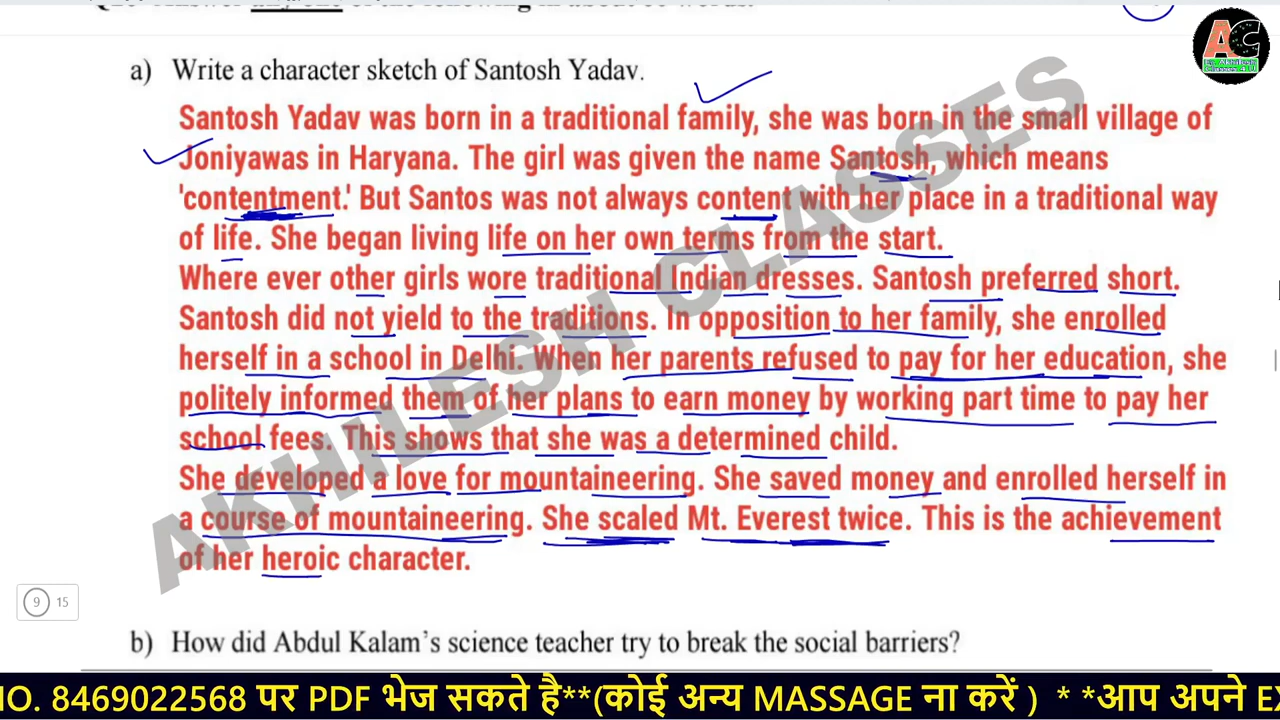 a) Write a character sketch of Santosh Yadav.
Santosh Yadav was born in a traditional family, she was born in the small village of
Joniyawas in Haryana. The girl was given the name Santosh, which means
'contentment.' But Santos was not always content with her place in a traditional way
of life. She began living life on her own terms from the start.
Where ever other girls wore traditional Indian dresses. Santosh preferred short.
Santosh did not yield to the traditions. In opposition to her family, she enrolled
herself in a school in Delhi. When her parents refused to pay for her education, she
politely informed them of her plans to earn money by working part time to pay her
school fees. This shows that she was a determined child.
She developed a love for mountaineering. She saved money and enrolled herself in
a course of mountaineering. She scaled Mt. Everest twice. This is the achievement
of her heroic character.
AKHILESH CLASSES
AC
9 15
b) How did Abdul Kalam's science teacher try to break the social barriers?
NO. 8469022568 पर PDF भेज सकते है**(कोई अन्य MASSAGE ना करें ) * *आप अपने EX